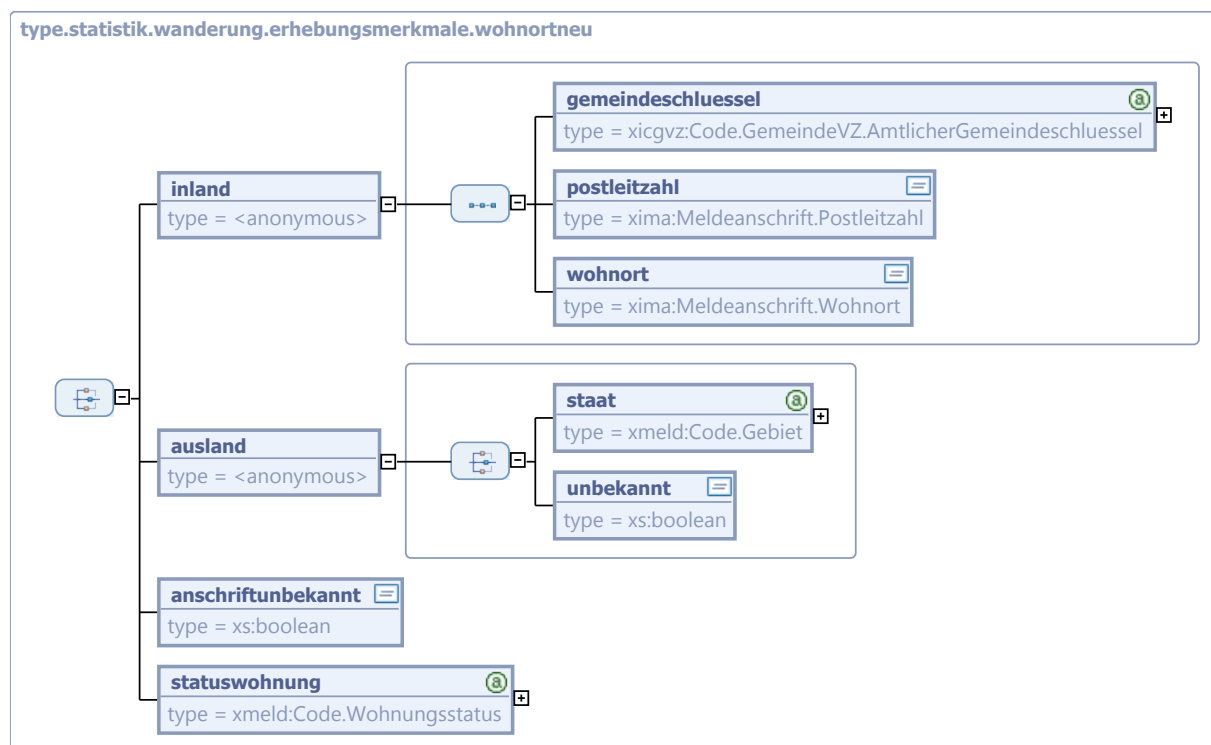 type.statistik.wanderung.erhebungsmerkmale.wohnortneu
gemeindeschluessel
type = xicgvz:Code.GemeindeVZ.AmtlicherGemeindeschluessel
inland
type = <anonymous>
postleitzahl
type = xima:Meldeanschrift.Postleitzahl
wohnort
type = xima:Meldeanschrift.Wohnort
staat
type = xmeld:Code.Gebiet
ausland
type = <anonymous>
unbekannt
type = xs:boolean
anschriftunbekannt
type = xs:boolean
statuswohnung
type = xmeld:Code.Wohnungsstatus